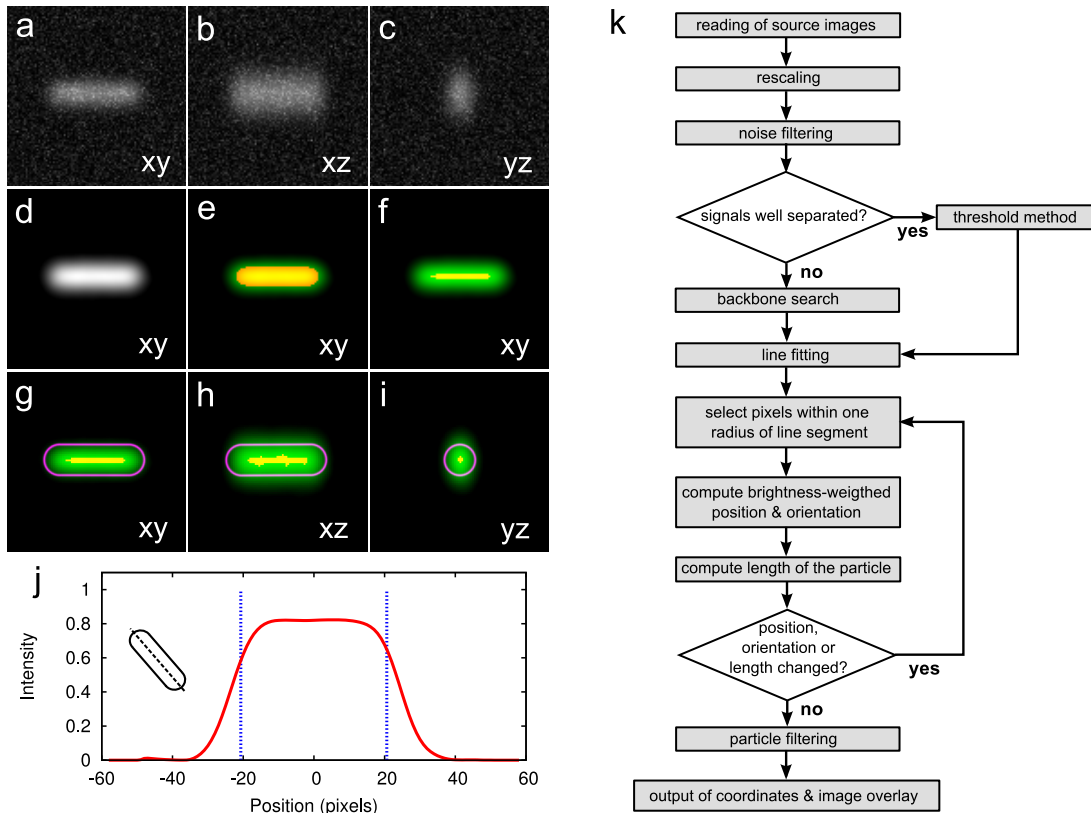 a
xy
b
xz
c
yz
d
xy
e
xy
f
xy
g
xy
h
xz
i
yz
j
1
0.8
0.6
0.4
0.2
0
Intensity
-60
-40
-20
0
20
40
60
Position (pixels)
k
reading of source images
rescaling
noise filtering
signals well separated?
yes
threshold method
no
backbone search
line fitting
select pixels within one
radius of line segment
compute brightness-weigthed
position & orientation
compute length of the particle
position,
orientation or
length changed?
yes
no
particle filtering
output of coordinates & image overlay